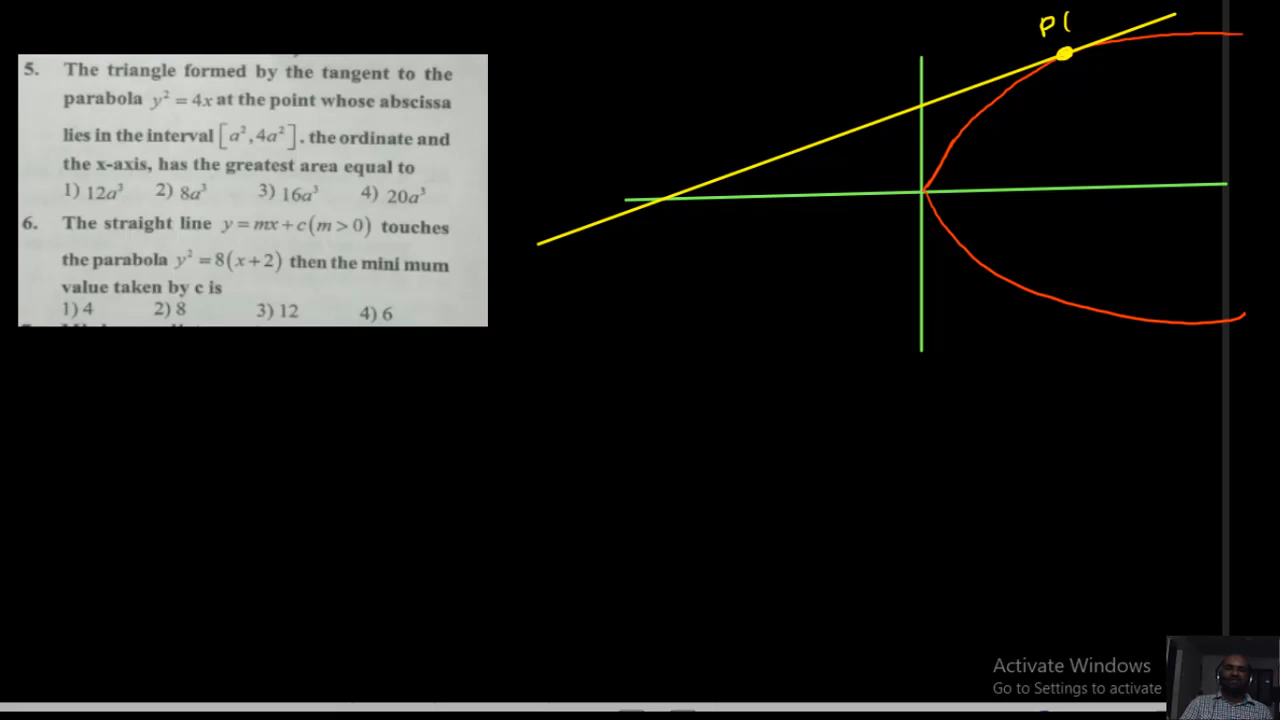 5. The triangle formed by the tangent to the
parabola y² = 4x at the point whose abscissa
lies in the interval [a², 4a²]. the ordinate and
the x-axis, has the greatest area equal to
1) 12a³ 2) 8a³ 3) 16a³ 4) 20a³
6. The straight line y = mx + c (m > 0) touches
the parabola y² = 8(x + 2) then the mini mum
value taken by c is
1) 4 2) 8 3) 12 4) 6
P(
Activate Windows
Go to Settings to activate